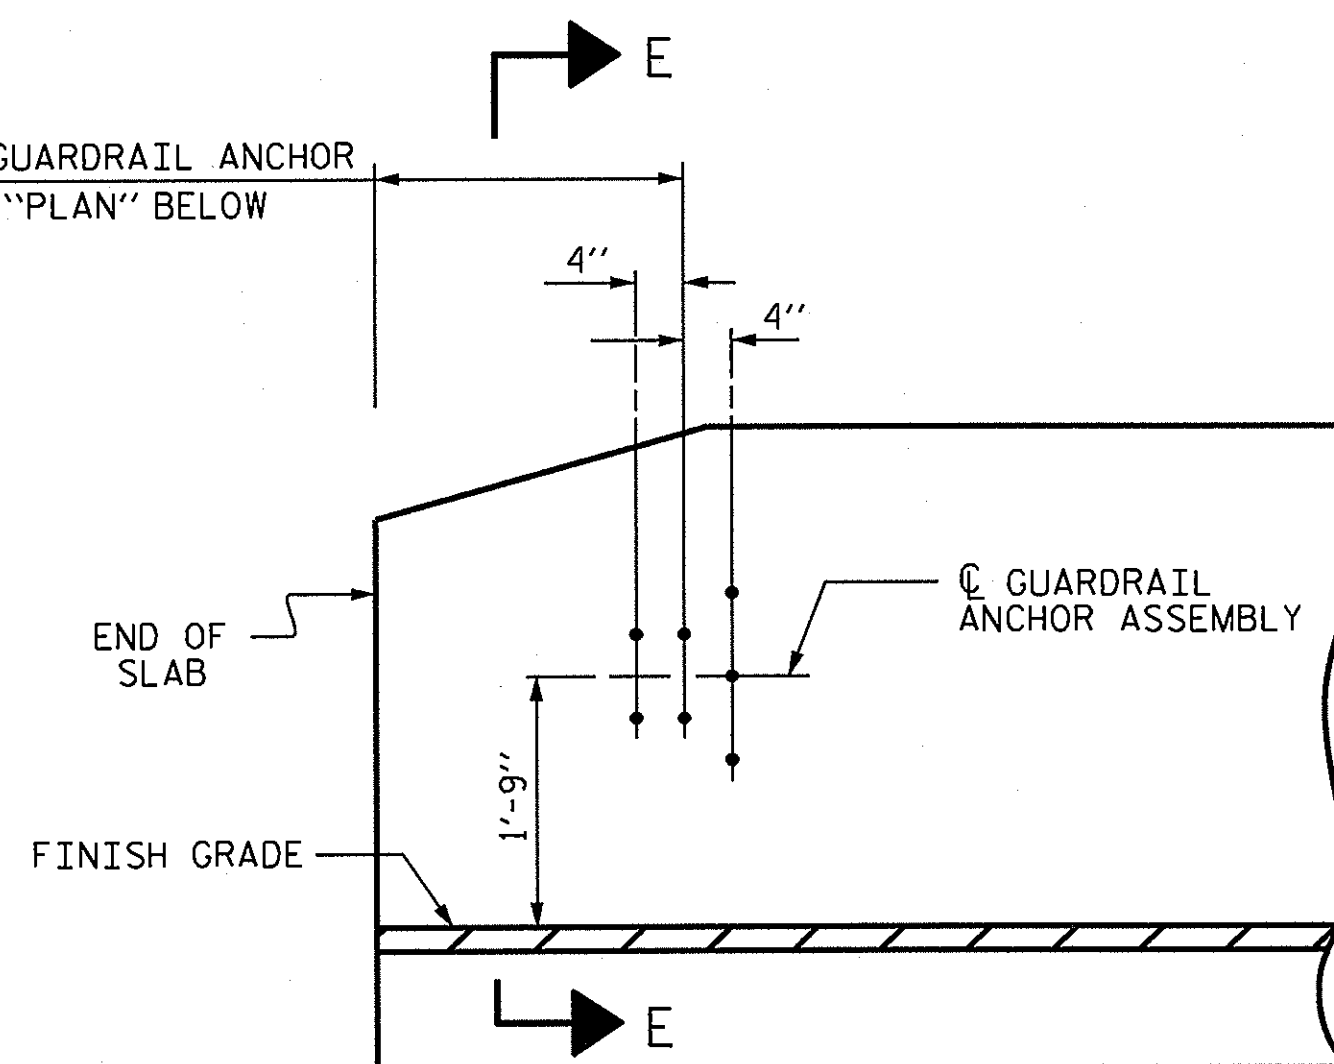 E
GUARDRAIL ANCHOR
"PLAN" BELOW
4"
4"
℄ GUARDRAIL
ANCHOR ASSEMBLY
END OF
SLAB
1'-9"
FINISH GRADE
E